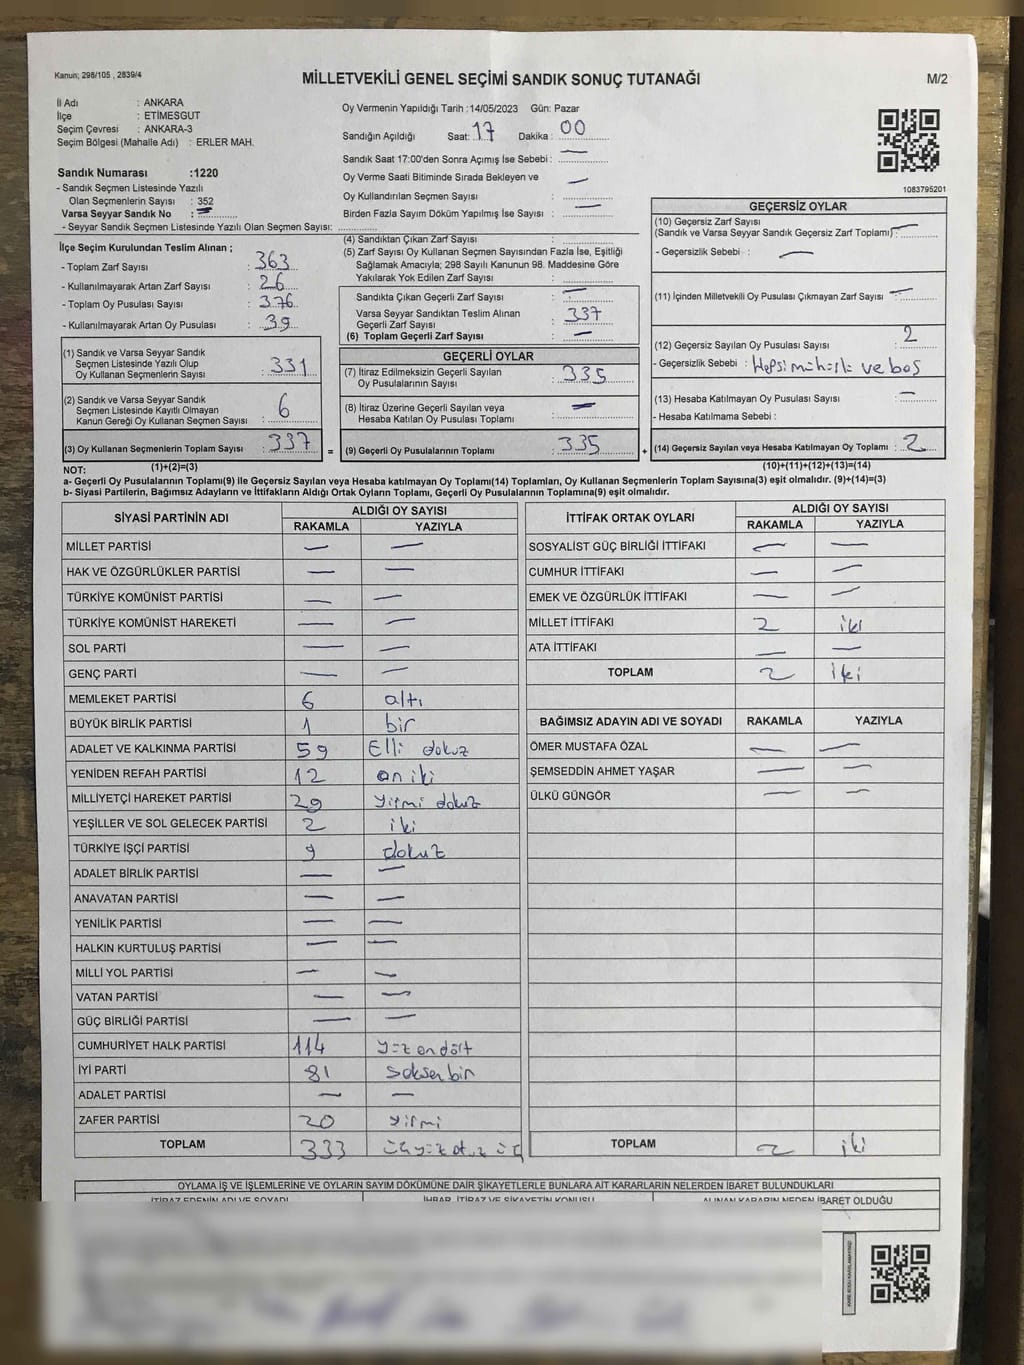 Kanun; 298/105 , 2839/4
MİLLETVEKİLİ GENEL SEÇİMİ SANDIK SONUÇ TUTANAĞI
M/2
İl Adı : ANKARA
İlçe : ETİMESGUT
Seçim Çevresi : ANKARA-3
Seçim Bölgesi (Mahalle Adı) : ERLER MAH.
Sandık Numarası :1220
- Sandık Seçmen Listesinde Yazılı
Olan Seçmenlerin Sayısı : 352
Varsa Seyyar Sandık No : —
- Seyyar Sandık Seçmen Listesinde Yazılı Olan Seçmen Sayısı:
Oy Vermenin Yapıldığı Tarih :14/05/2023 Gün: Pazar
Sandığın Açıldığı Saat: 17 Dakika : 00
Sandık Saat 17:00'den Sonra Açımış İse Sebebi : —
Oy Verme Saati Bitiminde Sırada Bekleyen ve
Oy Kullandırılan Seçmen Sayısı : —
Birden Fazla Sayım Döküm Yapılmış İse Sayısı : —
1083795201
İlçe Seçim Kurulundan Teslim Alınan ;
- Toplam Zarf Sayısı : 363
- Kullanılmayarak Artan Zarf Sayısı : 26
- Toplam Oy Pusulası Sayısı : 376
- Kullanılmayarak Artan Oy Pusulası : 39
(1) Sandık ve Varsa Seyyar Sandık
Seçmen Listesinde Yazılı Olup
Oy Kullanan Seçmenlerin Sayısı : 331
(2) Sandık ve Varsa Seyyar Sandık
Seçmen Listesinde Kayıtlı Olmayan
Kanun Gereği Oy Kullanan Seçmen Sayısı : 6
(3) Oy Kullanan Seçmenlerin Toplam Sayısı : 337
(4) Sandıktan Çıkan Zarf Sayısı :
(5) Zarf Sayısı Oy Kullanan Seçmen Sayısından Fazla İse, Eşitliği
Sağlamak Amacıyla; 298 Sayılı Kanunun 98. Maddesine Göre
Yakılarak Yok Edilen Zarf Sayısı :
Sandıkta Çıkan Geçerli Zarf Sayısı : —
Varsa Seyyar Sandıktan Teslim Alınan
Geçerli Zarf Sayısı : 337
(6) Toplam Geçerli Zarf Sayısı : —
GEÇERLİ OYLAR
(7) İtiraz Edilmeksizin Geçerli Sayılan
Oy Pusulalarının Sayısı : 335
(8) İtiraz Üzerine Geçerli Sayılan veya
Hesaba Katılan Oy Pusulası Toplamı : —
= (9) Geçerli Oy Pusulalarının Toplamı : 335 +
GEÇERSİZ OYLAR
(10) Geçersiz Zarf Sayısı
(Sandık ve Varsa Seyyar Sandık Geçersiz Zarf Toplamı) : —
- Geçersizlik Sebebi : —
(11) İçinden Milletvekili Oy Pusulası Çıkmayan Zarf Sayısı : —
(12) Geçersiz Sayılan Oy Pusulası Sayısı : 2
- Geçersizlik Sebebi : Hepsi mühürlü ve boş
(13) Hesaba Katılmayan Oy Pusulası Sayısı : —
- Hesaba Katılmama Sebebi :
(14) Geçersiz Sayılan veya Hesaba Katılmayan Oy Toplamı : 2
NOT: (1)+(2)=(3)
(10)+(11)+(12)+(13)=(14)
a- Geçerli Oy Pusulalarının Toplamı(9) ile Geçersiz Sayılan veya Hesaba katılmayan Oy Toplamı(14) Toplamları, Oy Kullanan Seçmenlerin Toplam Sayısına(3) eşit olmalıdır. (9)+(14)=(3)
b- Siyasi Partilerin, Bağımsız Adayların ve İttifakların Aldığı Ortak Oyların Toplamı, Geçerli Oy Pusulalarının Toplamına(9) eşit olmalıdır.
SİYASİ PARTİNİN ADI ALDIĞI OY SAYISI
RAKAMLA YAZIYLA
MİLLET PARTİSİ — —
HAK VE ÖZGÜRLÜKLER PARTİSİ — —
TÜRKİYE KOMÜNİST PARTİSİ — —
TÜRKİYE KOMÜNİST HAREKETİ — —
SOL PARTİ — —
GENÇ PARTİ — —
MEMLEKET PARTİSİ 6 altı
BÜYÜK BİRLİK PARTİSİ 1 bir
ADALET VE KALKINMA PARTİSİ 59 Elli dokuz
YENİDEN REFAH PARTİSİ 12 on iki
MİLLİYETÇİ HAREKET PARTİSİ 29 yirmi dokuz
YEŞİLLER VE SOL GELECEK PARTİSİ 2 iki
TÜRKİYE İŞÇİ PARTİSİ 9 dokuz
ADALET BİRLİK PARTİSİ — —
ANAVATAN PARTİSİ — —
YENİLİK PARTİSİ — —
HALKIN KURTULUŞ PARTİSİ — —
MİLLİ YOL PARTİSİ — —
VATAN PARTİSİ — —
GÜÇ BİRLİĞİ PARTİSİ — —
CUMHURİYET HALK PARTİSİ 114 yüz on dört
İYİ PARTİ 81 seksen bir
ADALET PARTİSİ — —
ZAFER PARTİSİ 20 yirmi
TOPLAM 333 üçyüz otuz üç
İTTİFAK ORTAK OYLARI ALDIĞI OY SAYISI
RAKAMLA YAZIYLA
SOSYALİST GÜÇ BİRLİĞİ İTTİFAKI — —
CUMHUR İTTİFAKI — —
EMEK VE ÖZGÜRLÜK İTTİFAKI — —
MİLLET İTTİFAKI 2 iki
ATA İTTİFAKI — —
TOPLAM 2 iki
BAĞIMSIZ ADAYIN ADI VE SOYADI RAKAMLA YAZIYLA
ÖMER MUSTAFA ÖZAL — —
ŞEMSEDDİN AHMET YAŞAR — —
ÜLKÜ GÜNGÖR — —
TOPLAM 2 iki
OYLAMA İŞ VE İŞLEMLERİNE VE OYLARIN SAYIM DÖKÜMÜNE DAİR ŞİKAYETLERLE BUNLARA AİT KARARLARIN NELERDEN İBARET BULUNDUKLARI
İTİRAZ EDENİN ADI VE SOYADI İHBAR, İTİRAZ VE ŞİKAYETİN KONUSU ALINAN KARARIN NEDEN İBARET OLDUĞU